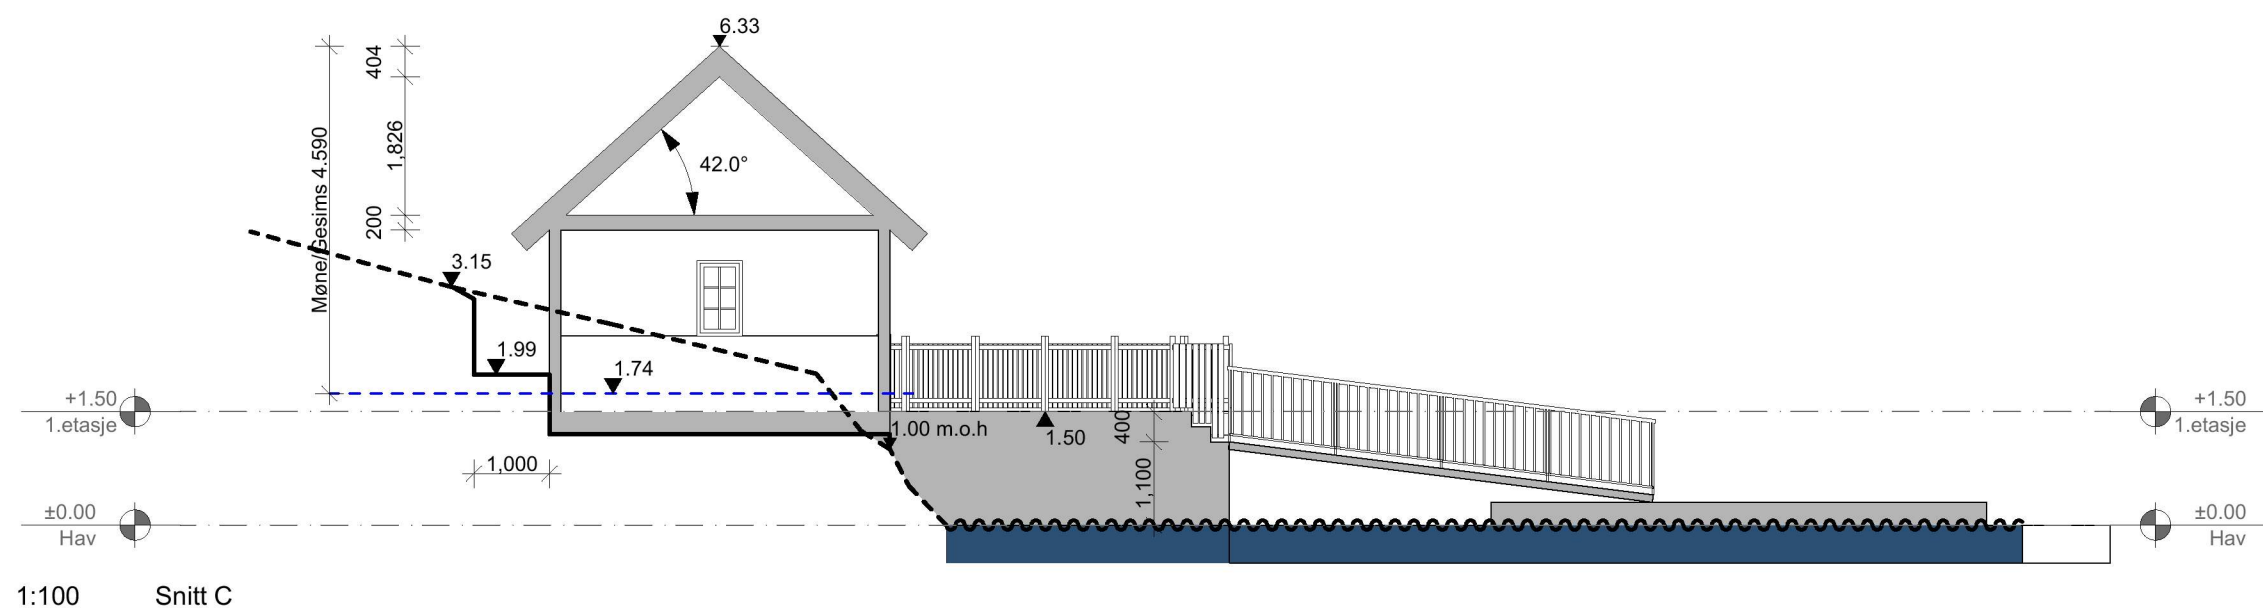 6.33
404
1,826
200
Møne/Gesims 4.590
42.0°
3.15
1.99
1.74
+1.50
1.etasje
1.00 m.o.h
1.50
400
1,100
1,000
+1.50
1.etasje
±0.00
Hav
±0.00
Hav
1:100 Snitt C